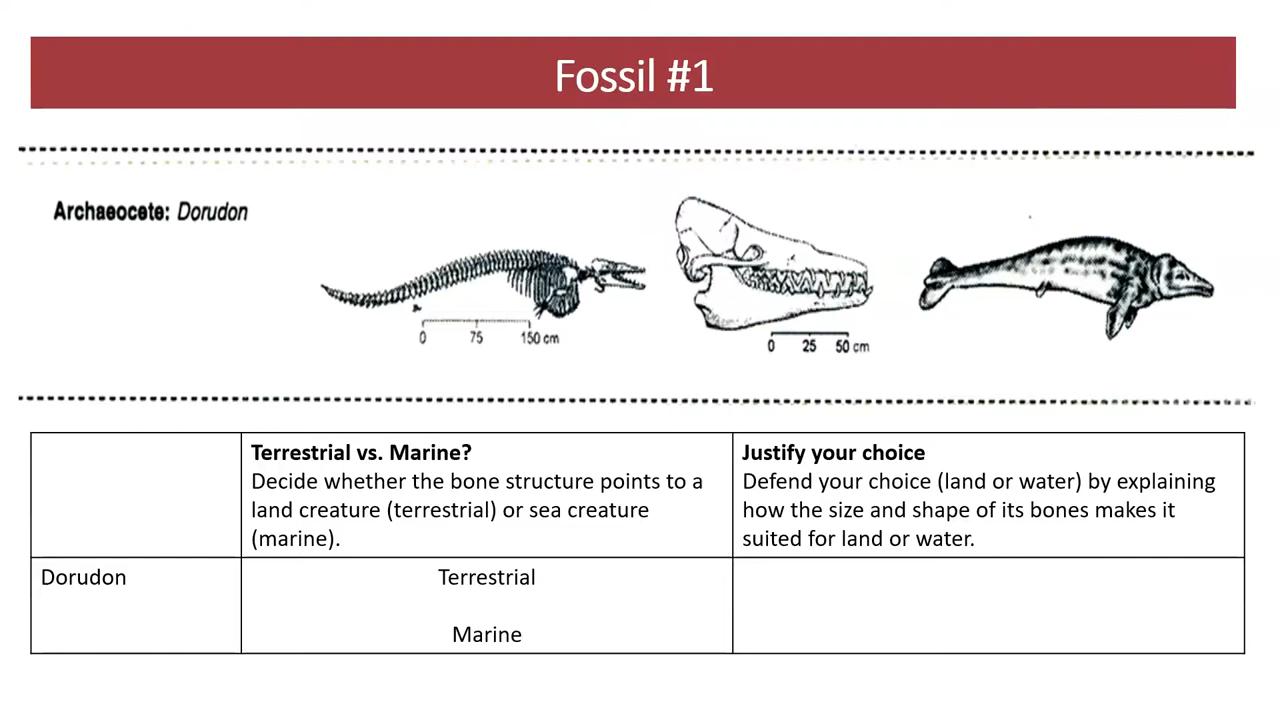 Fossil #1
Archaeocete: Dorudon
0 75 150 cm
0 25 50 cm
Terrestrial vs. Marine?
Decide whether the bone structure points to a
land creature (terrestrial) or sea creature
(marine).
Justify your choice
Defend your choice (land or water) by explaining
how the size and shape of its bones makes it
suited for land or water.
Dorudon
Terrestrial
Marine